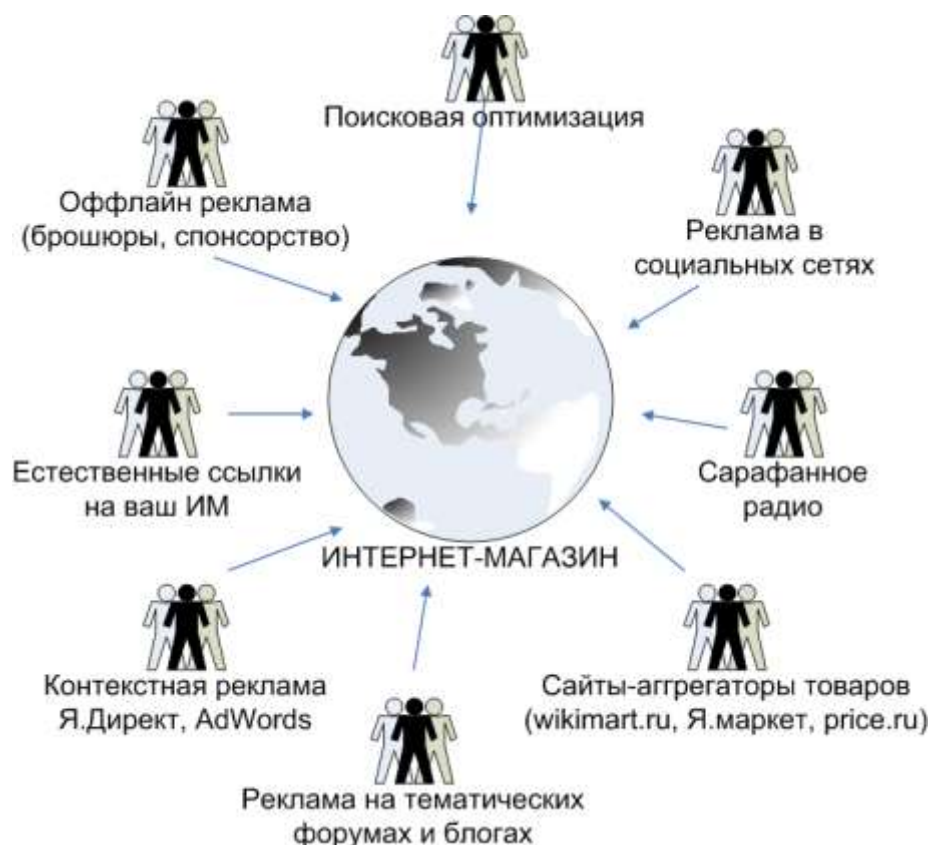 Поисковая оптимизация
Оффлайн реклама
(брошюры, спонсорство)
Реклама в
социальных сетях
Естественные ссылки
на ваш ИМ
Сарафанное
радио
ИНТЕРНЕТ-МАГАЗИН
Контекстная реклама
Я.Директ, AdWords
Сайты-аггрегаторы товаров
(wikimart.ru, Я.маркет, price.ru)
Реклама на тематических
форумах и блогах